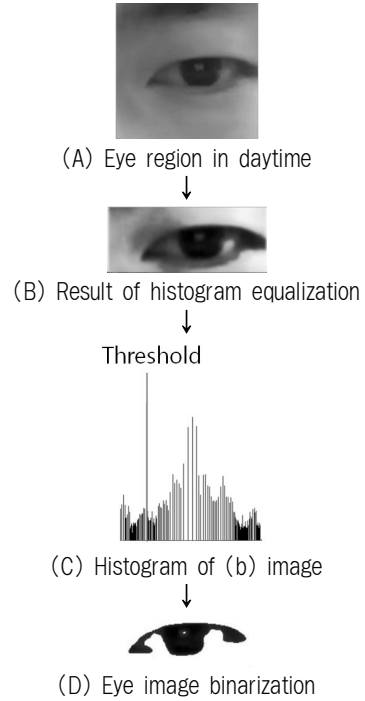 (A) Eye region in daytime
(B) Result of histogram equalization
Threshold
(C) Histogram of (b) image
(D) Eye image binarization